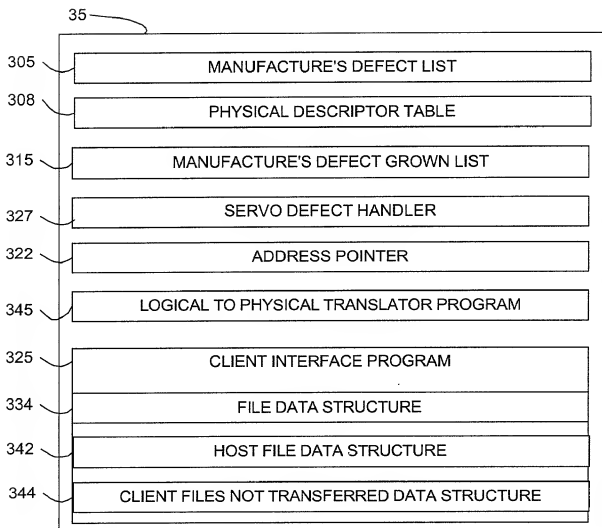 35
305 MANUFACTURE'S DEFECT LIST
308 PHYSICAL DESCRIPTOR TABLE
315 MANUFACTURE'S DEFECT GROWN LIST
327 SERVO DEFECT HANDLER
322 ADDRESS POINTER
345 LOGICAL TO PHYSICAL TRANSLATOR PROGRAM
325 CLIENT INTERFACE PROGRAM
334 FILE DATA STRUCTURE
342 HOST FILE DATA STRUCTURE
344 CLIENT FILES NOT TRANSFERRED DATA STRUCTURE